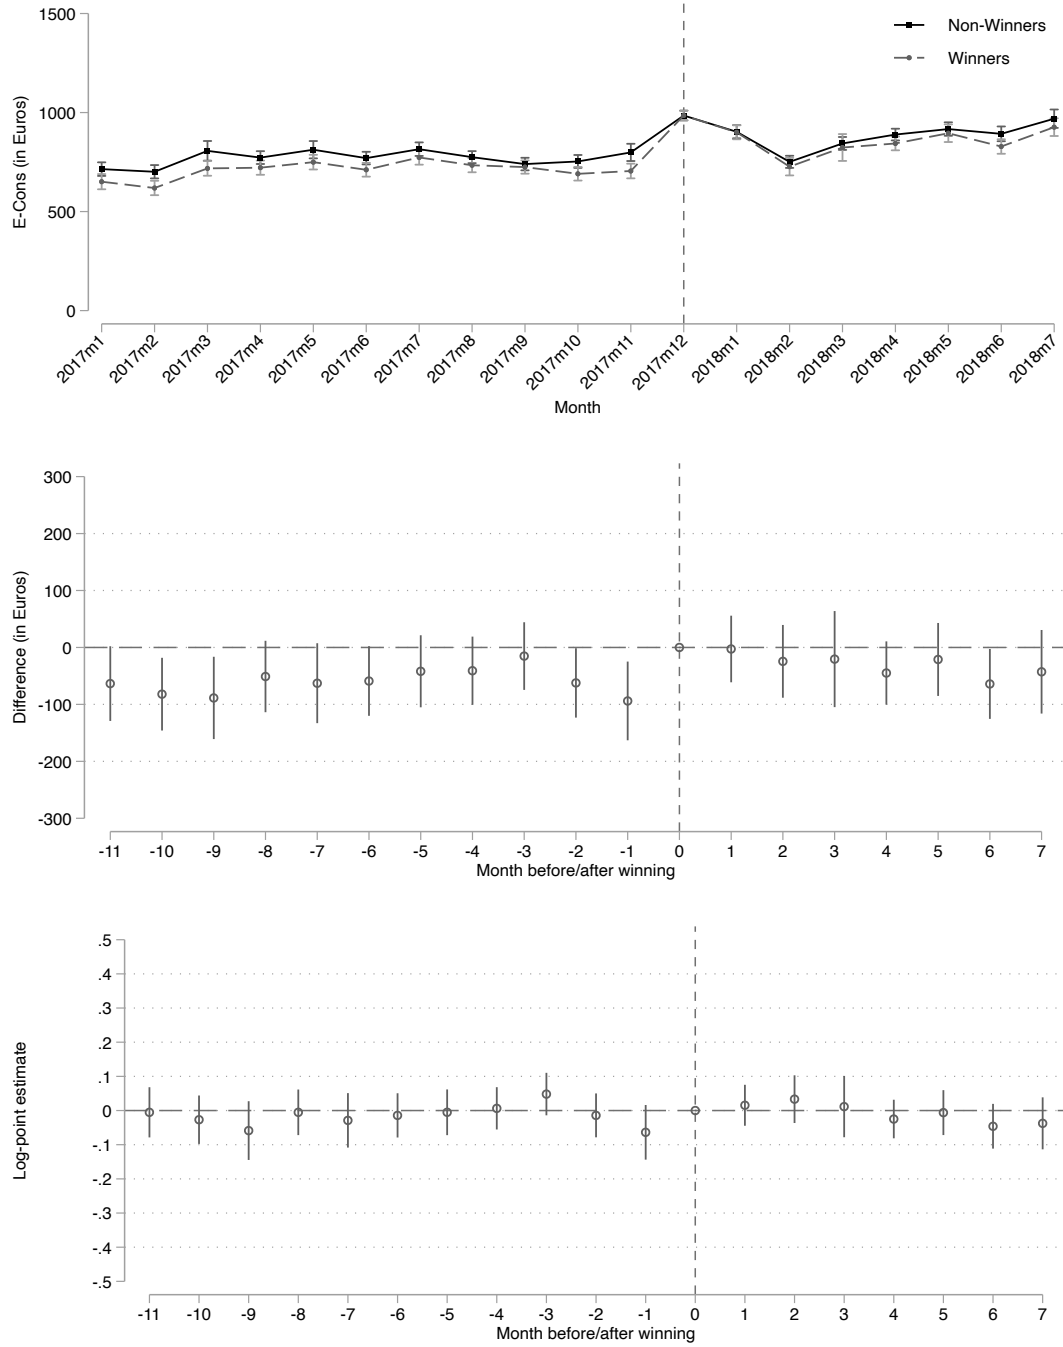 1500
1000
500
0
E-Cons (in Euros)
Non-Winners
Winners
2017m1
2017m2
2017m3
2017m4
2017m5
2017m6
2017m7
2017m8
2017m9
2017m10
2017m11
2017m12
2018m1
2018m2
2018m3
2018m4
2018m5
2018m6
2018m7
Month
300
200
100
0
-100
-200
-300
Difference (in Euros)
-11 -10 -9 -8 -7 -6 -5 -4 -3 -2 -1 0 1 2 3 4 5 6 7
Month before/after winning
.5
.4
.3
.2
.1
0
-.1
-.2
-.3
-.4
-.5
Log-point estimate
-11 -10 -9 -8 -7 -6 -5 -4 -3 -2 -1 0 1 2 3 4 5 6 7
Month before/after winning